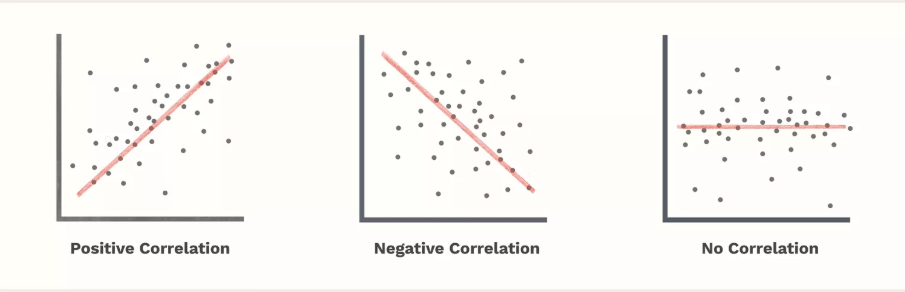 Positive Correlation
Negative Correlation
No Correlation